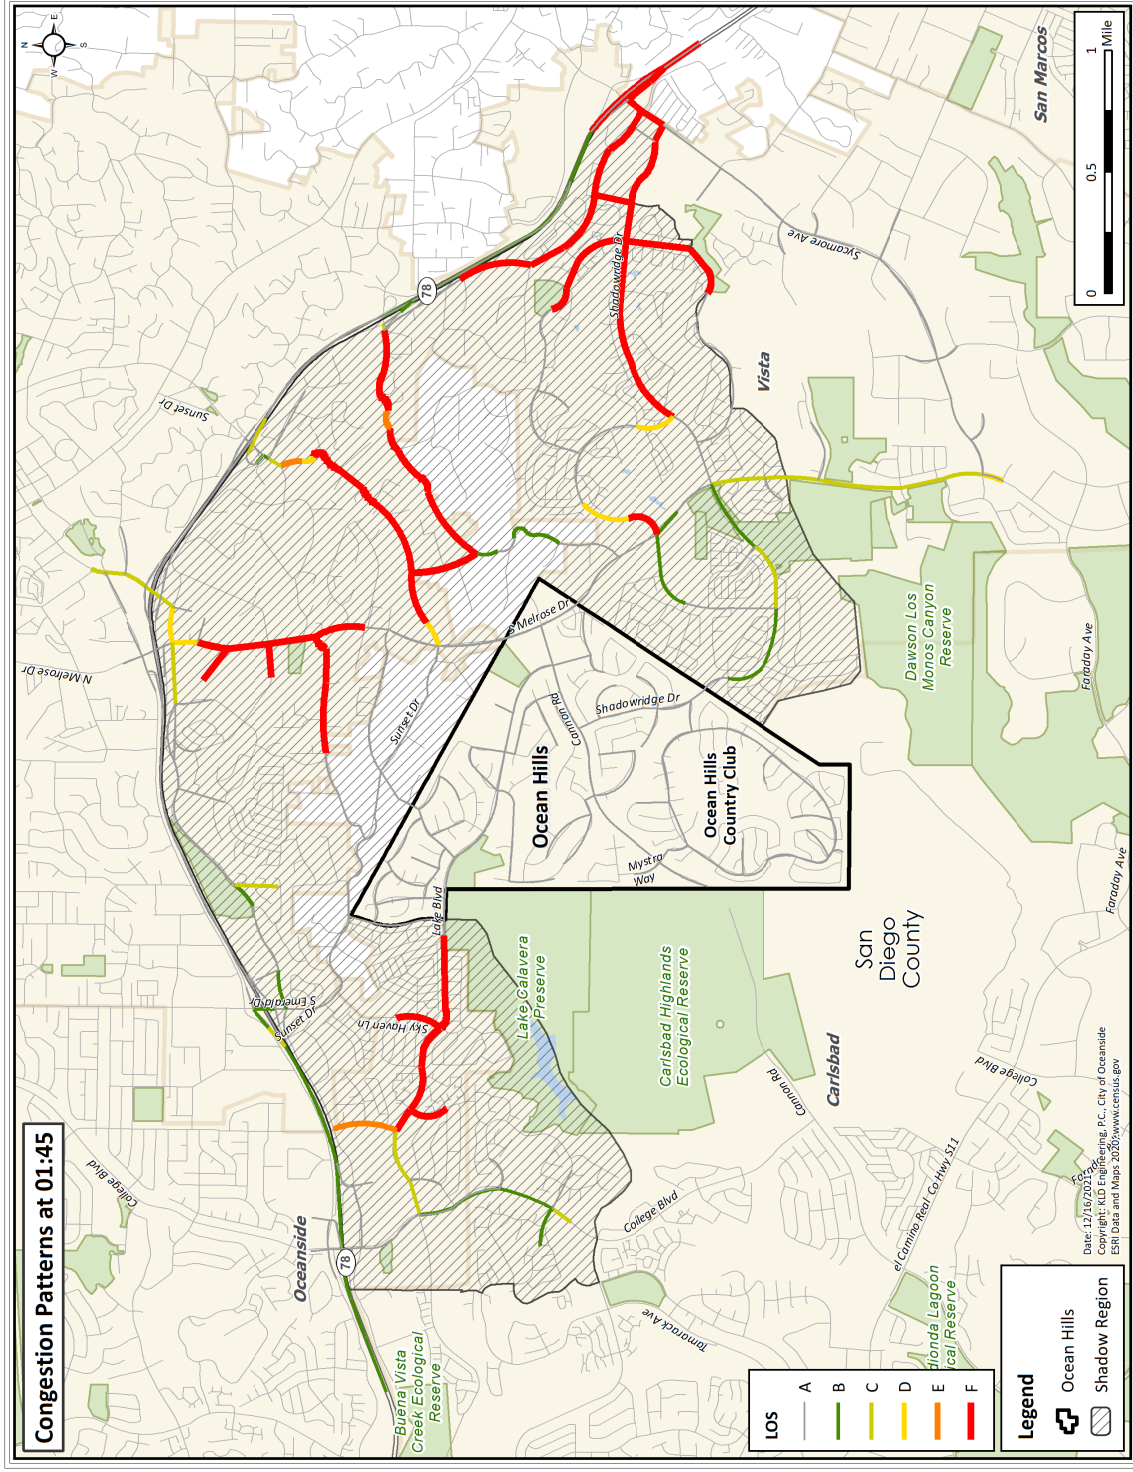 Congestion Patterns at 01:45
N
E
S
W
San Marcos
0
0.5
1
Mile
78
Sunset Dr
N Melrose Dr
College Blvd
Oceanside
78
Buena Vista
Creek Ecological
Reserve
S Emerald Dr
Sunset Dr
Sky Haven Ln
Lake Blvd
Sunset Dr
S Melrose Dr
Shadowridge Dr
Sycamore Ave
Vista
Cannon Rd
Shadowridge Dr
Ocean Hills
Ocean Hills
Country Club
Mystra
Way
Lake Calavera
Preserve
Carlsbad Highlands
Ecological Reserve
San
Diego
County
Dawson Los
Monos Canyon
Reserve
Faraday Ave
Faraday Ave
Carlsbad
Cannon Rd
College Blvd
College Blvd
el Camino Real
Co Hwy S11
Tamarack Ave
dionda Lagoon
ical Reserve
Date: 12/16/2021
Copyright: KLD Engineering, P.C., City of Oceanside
ESRI Data and Maps 2020, www.census.gov
LOS
A
B
C
D
E
F
Legend
Ocean Hills
Shadow Region